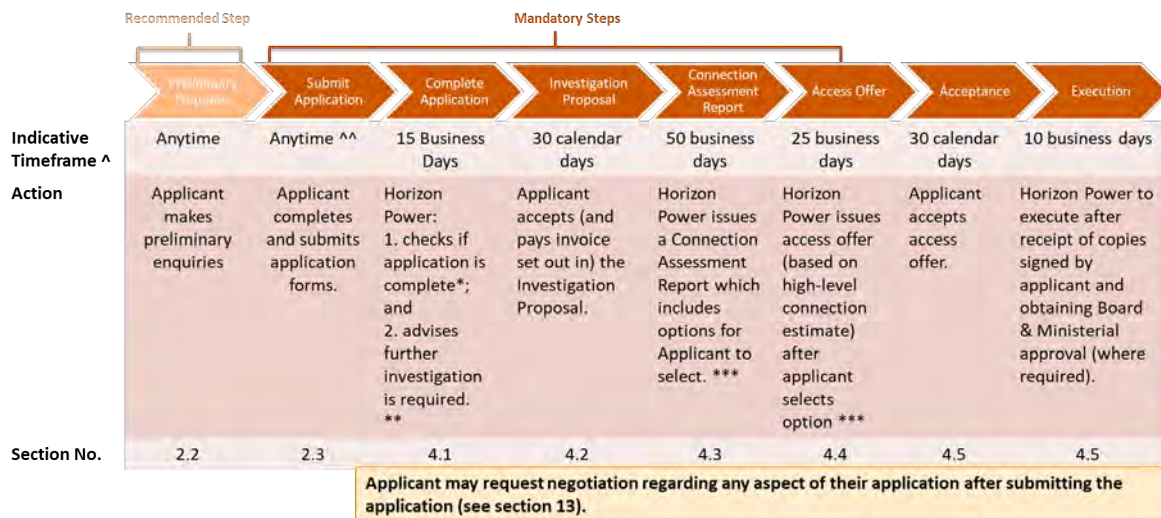 Recommended Step
Mandatory Steps
Preliminary
Submit
Application
Complete
Application
Investigation
Proposal
Connection
Assessment
Report
Access Offer
Acceptance
Execution
Indicative
Timeframe ^
Anytime
Anytime ^^
15 Business
Days
30 calendar
days
50 business
days
25 business
days
30 calendar
days
10 business days
Action
Applicant
makes
preliminary
enquiries
Applicant
completes
and submits
application
forms.
Horizon
Power:
1. checks if
application is
complete*;
and
2. advises
further
investigation
is required.
**
Applicant
accepts (and
pays invoice
set out in) the
Investigation
Proposal.
Horizon
Power issues
a Connection
Assessment
Report which
includes
options for
Applicant to
select. ***
Horizon
Power issues
access offer
(based on
high-level
connection
estimate)
after
applicant
selects
option ***
Applicant
accepts
access
offer.
Horizon Power to
execute after
receipt of copies
signed by
applicant and
obtaining Board
& Ministerial
approval (where
required).
Section No.
2.2
2.3
4.1
4.2
4.3
4.4
4.5
4.5
Applicant may request negotiation regarding any aspect of their application after submitting the
application (see section 13).